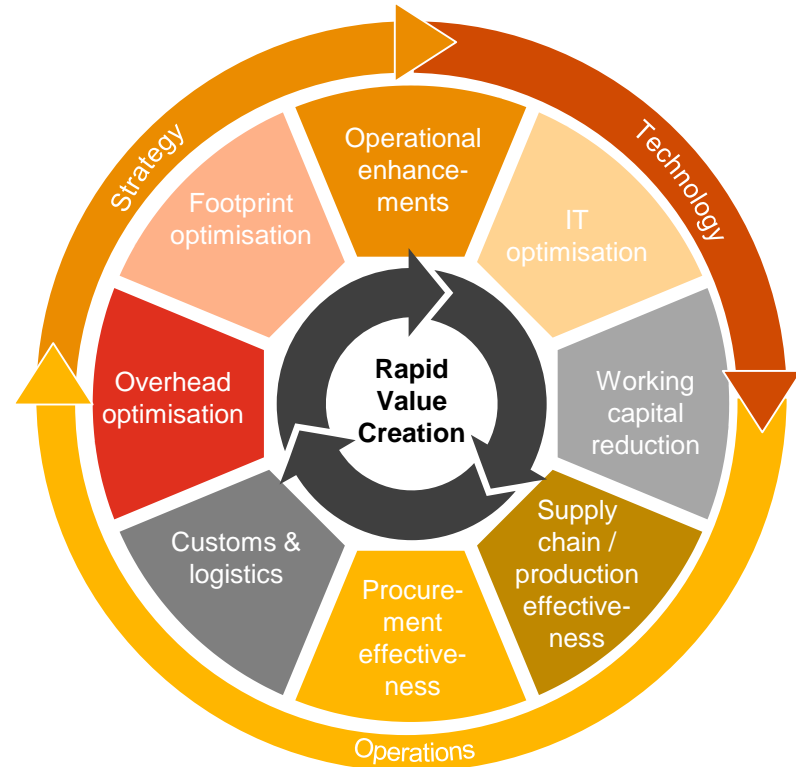 Strategy
Technology
Operational
enhance-
ments
IT
optimisation
Working
capital
reduction
Supply
chain /
production
effective-
ness
Procure-
ment
effective-
ness
Customs &
logistics
Overhead
optimisation
Footprint
optimisation
Rapid
Value
Creation
Operations